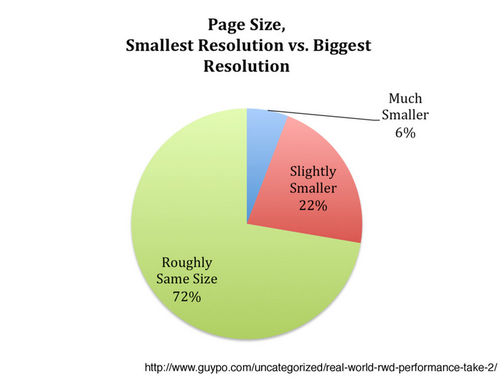 Page Size,
Smallest Resolution vs. Biggest
Resolution
Much
Smaller
6%
Slightly
Smaller
22%
Roughly
Same Size
72%
http://www.guypo.com/uncategorized/real-world-rwd-performance-take-2/